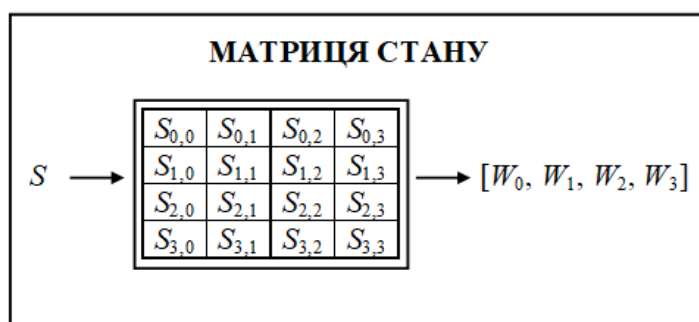 МАТРИЦЯ СТАНУ
S0,0 S0,1 S0,2 S0,3
S1,0 S1,1 S1,2 S1,3
S → [W0, W1, W2, W3]
S2,0 S2,1 S2,2 S2,3
S3,0 S3,1 S3,2 S3,3